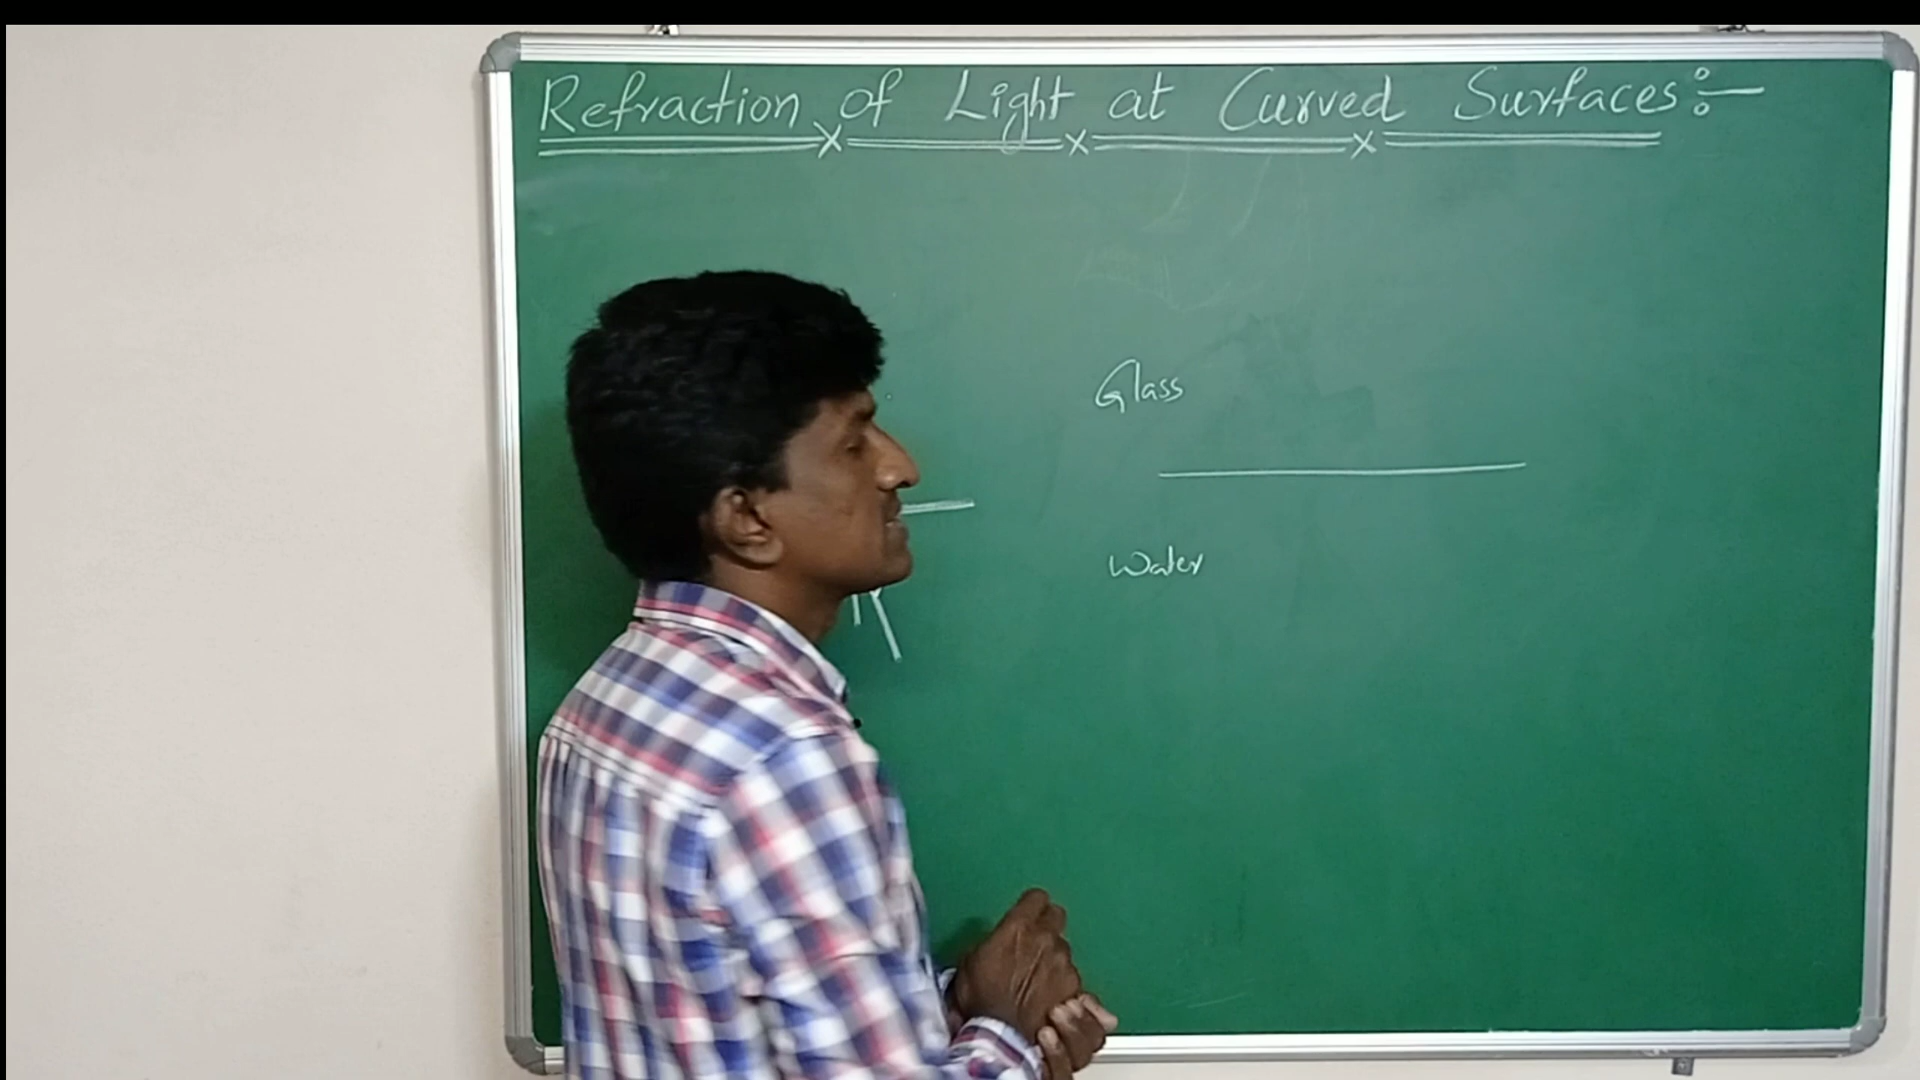 Refraction of Light at Curved Surfaces:-
Glass
Water